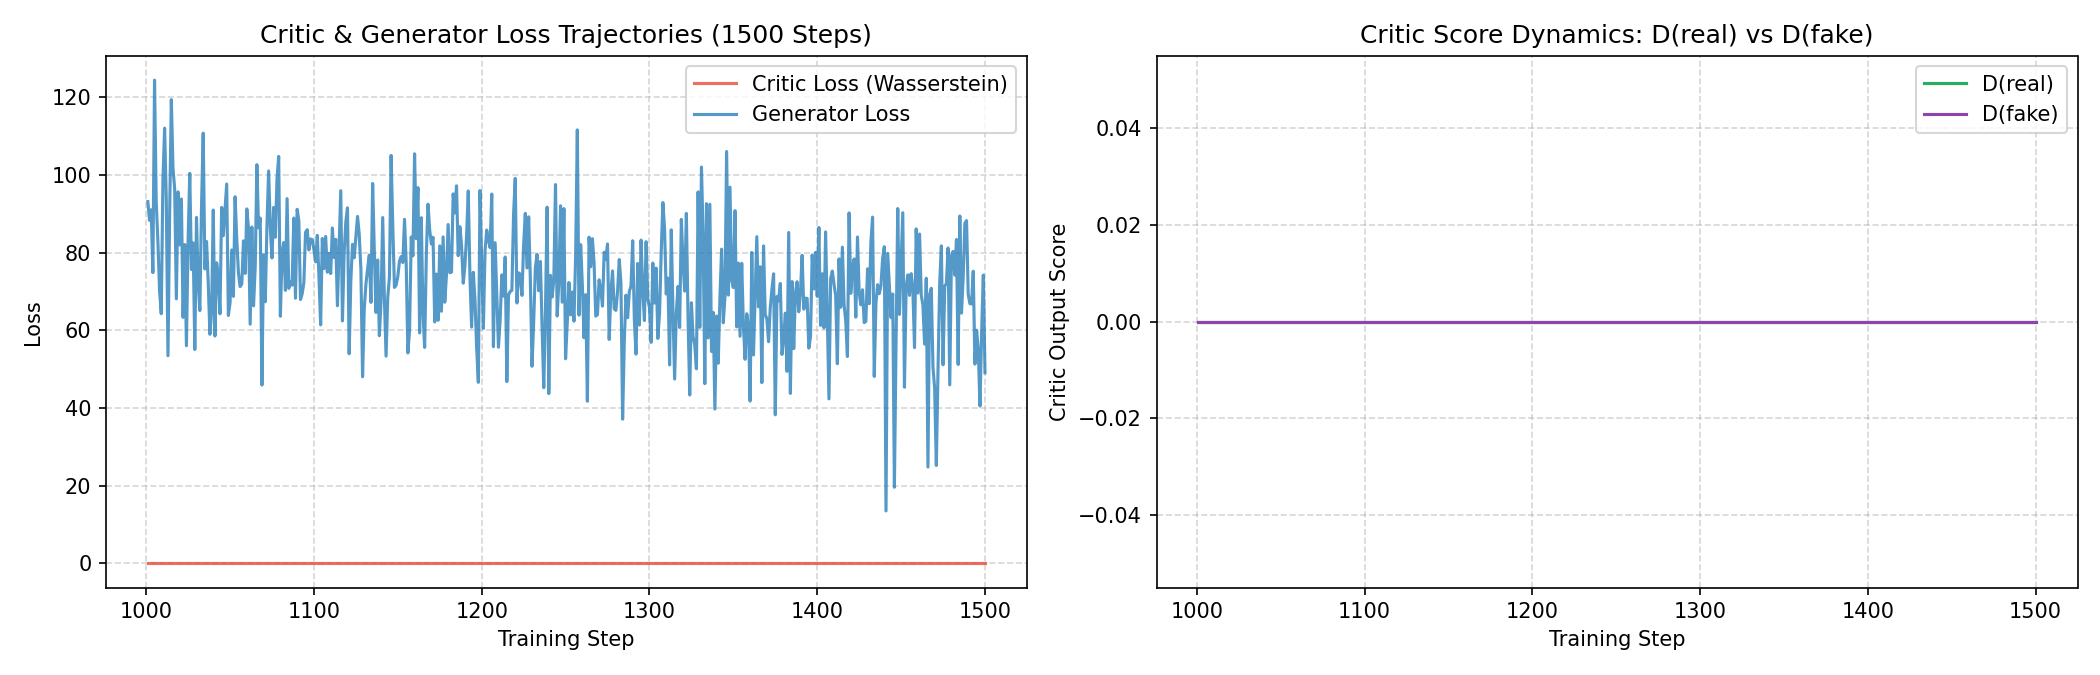 Critic & Generator Loss Trajectories (1500 Steps)
Critic Loss (Wasserstein)
Generator Loss
Loss
120
100
80
60
40
20
0
1000 1100 1200 1300 1400 1500
Training Step
Critic Score Dynamics: D(real) vs D(fake)
D(real)
D(fake)
Critic Output Score
0.04
0.02
0.00
−0.02
−0.04
1000 1100 1200 1300 1400 1500
Training Step